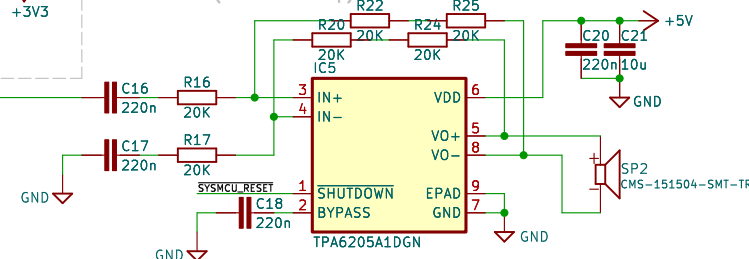 +3V3
R22
R25
20K
20K
R20
R24
20K
20K
+5V
C20
220n
C21
10u
GND
IC5
C16
220n
R16
20K
3
IN+
VDD
6
4
IN-
C17
220n
R17
20K
VO+
5
VO-
8
GND
SYSMCU_RESET
1
SHUTDOWN
EPAD
9
C18
220n
2
BYPASS
GND
7
GND
GND
TPA6205A1DGN
+
-
SP2
CMS-151504-SMT-TR